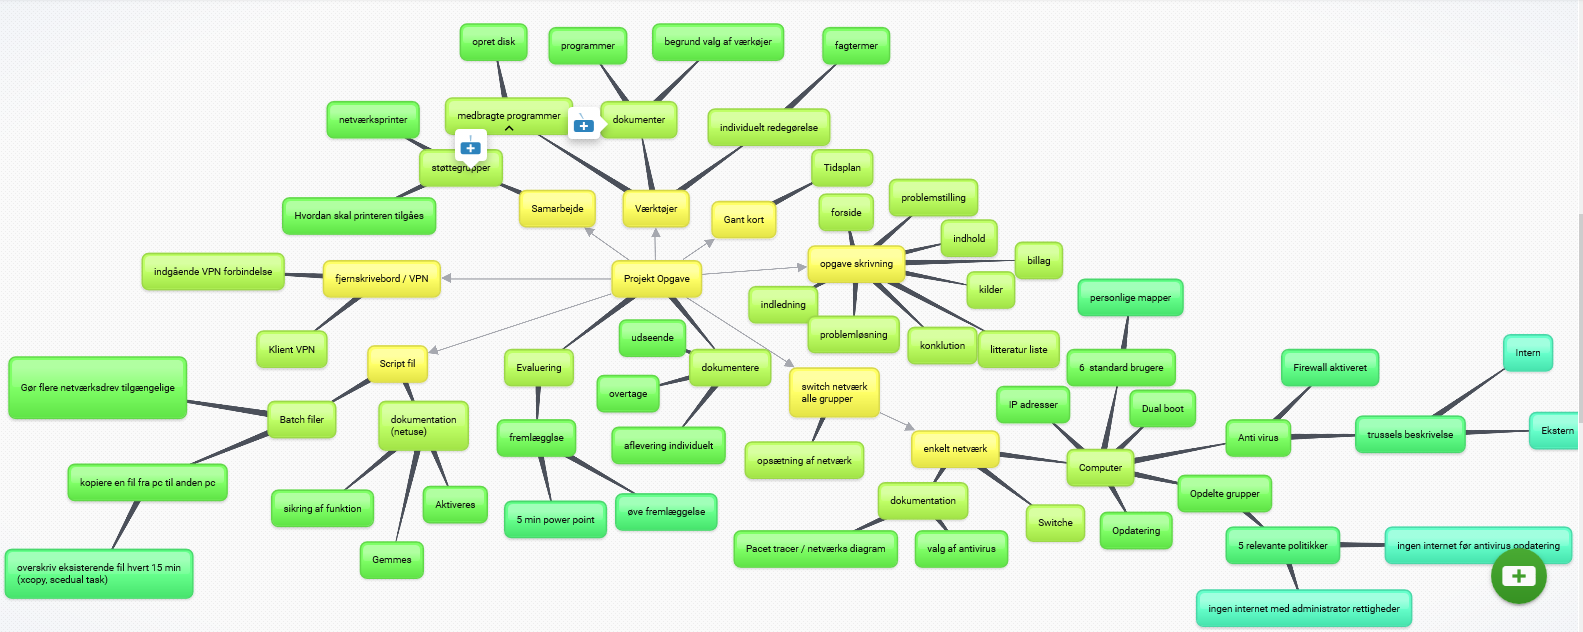 opret disk
programmer
begrund valg af værkøjer
fagtermer
netværksprinter
medbragte programmer
dokumenter
individuelt redegørelse
støttegrupper
Tidsplan
Hvordan skal printeren tilgåes
Samarbejde
Værktøjer
Gant kort
forside
problemstilling
indhold
billag
indgående VPN forbindelse
fjernskrivebord / VPN
Projekt Opgave
opgave skrivning
kilder
indledning
problemløsning
konklution
litteratur liste
personlige mapper
Klient VPN
Script fil
Evaluering
udseende
dokumentere
overtage
switch netværk
alle grupper
6 standard brugere
Firewall aktiveret
Intern
Gør flere netværksdrev tilgængelige
Batch filer
dokumentation
(netuse)
IP adresser
Dual boot
fremlægglse
aflevering individuelt
enkelt netværk
Anti virus
trussels beskrivelse
Ekstern
opsætning af netværk
Computer
kopiere en fil fra pc til anden pc
sikring af funktion
Aktiveres
5 min power point
øve fremlæggelse
dokumentation
Switche
Opdelte grupper
Opdatering
Gemmes
Pacet tracer / netværks diagram
valg af antivirus
5 relevante politikker
ingen internet før antivirus opdatering
overskriv eksisterende fil hvert 15 min
(xcopy, scedual task)
ingen internet med administrator rettigheder